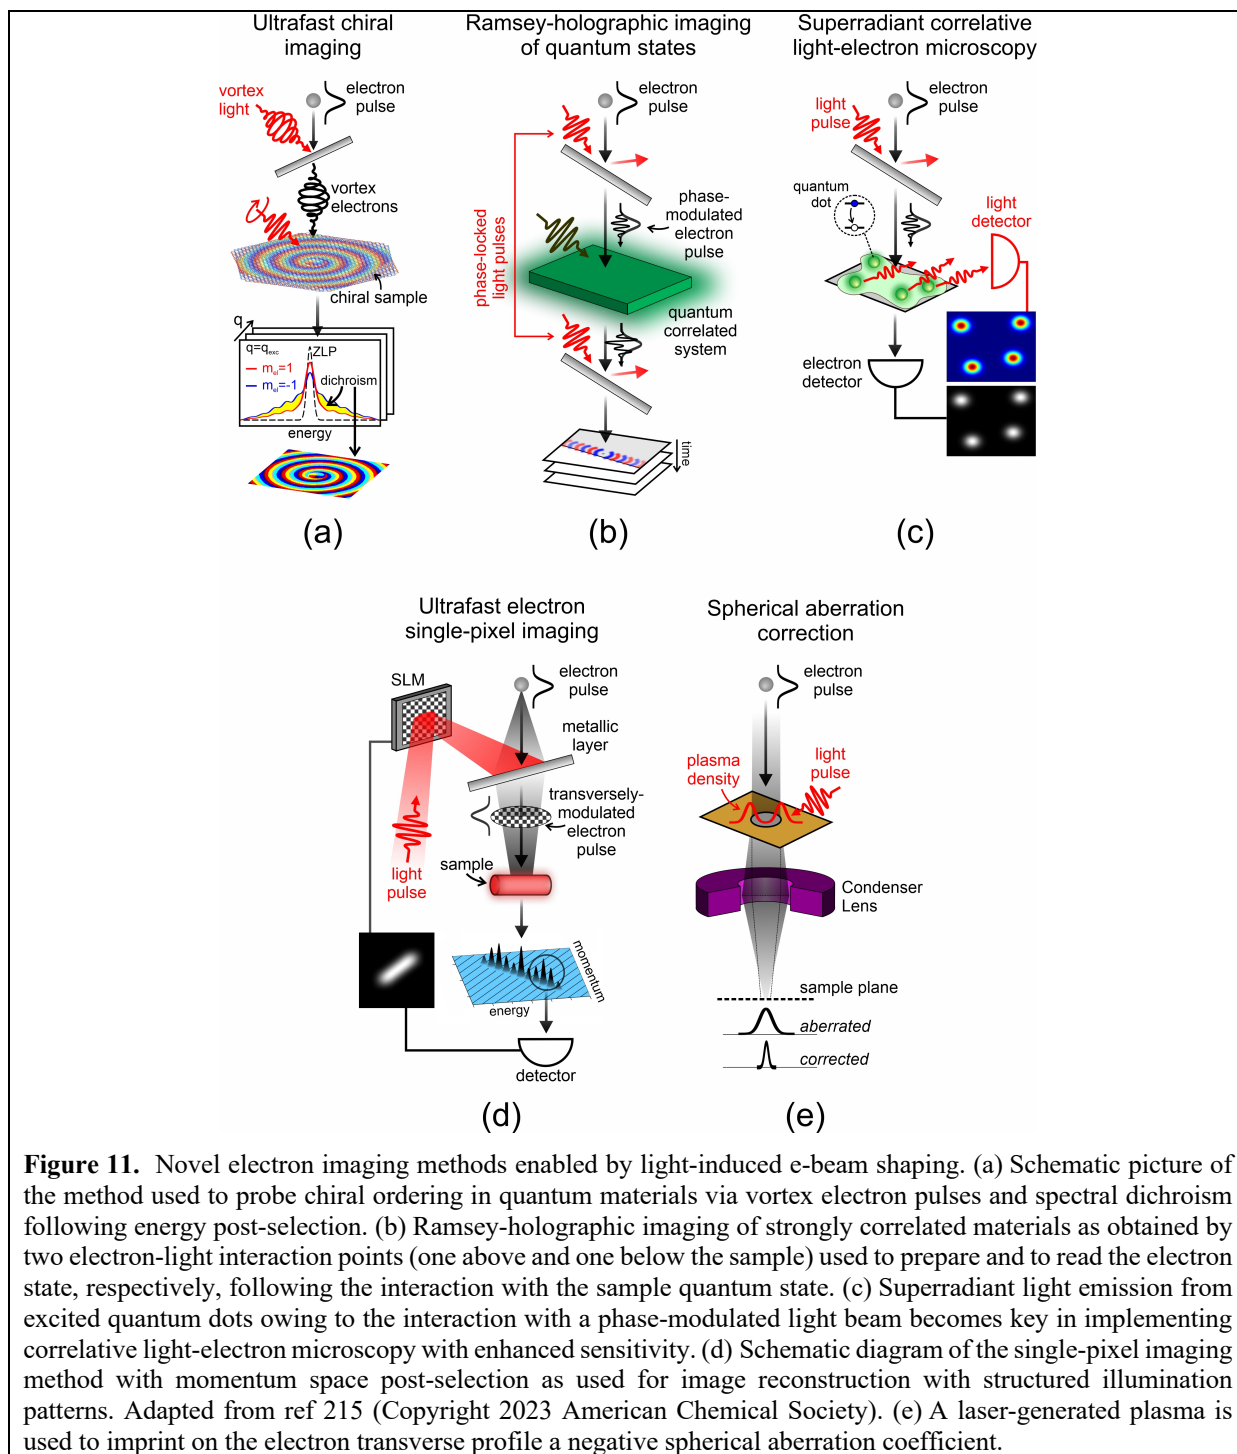 Ultrafast chiral
imaging
vortex
light
electron
pulse
vortex
electrons
chiral sample
q
q=q_exc
ZLP
m_el=1
m_el=-1
dichroism
energy
(a)
Ramsey-holographic imaging
of quantum states
electron
pulse
phase-locked
light pulses
phase-
modulated
electron
pulse
quantum
correlated
system
time
(b)
Superradiant correlative
light-electron microscopy
light
pulse
electron
pulse
quantum
dot
light
detector
electron
detector
(c)
Ultrafast electron
single-pixel imaging
SLM
electron
pulse
metallic
layer
transversely-
modulated
electron
pulse
light
pulse
sample
momentum
energy
detector
(d)
Spherical aberration
correction
electron
pulse
plasma
density
light
pulse
Condenser
Lens
sample plane
aberrated
corrected
(e)
Figure 11. Novel electron imaging methods enabled by light-induced e-beam shaping. (a) Schematic picture of
the method used to probe chiral ordering in quantum materials via vortex electron pulses and spectral dichroism
following energy post-selection. (b) Ramsey-holographic imaging of strongly correlated materials as obtained by
two electron-light interaction points (one above and one below the sample) used to prepare and to read the electron
state, respectively, following the interaction with the sample quantum state. (c) Superradiant light emission from
excited quantum dots owing to the interaction with a phase-modulated light beam becomes key in implementing
correlative light-electron microscopy with enhanced sensitivity. (d) Schematic diagram of the single-pixel imaging
method with momentum space post-selection as used for image reconstruction with structured illumination
patterns. Adapted from ref 215 (Copyright 2023 American Chemical Society). (e) A laser-generated plasma is
used to imprint on the electron transverse profile a negative spherical aberration coefficient.